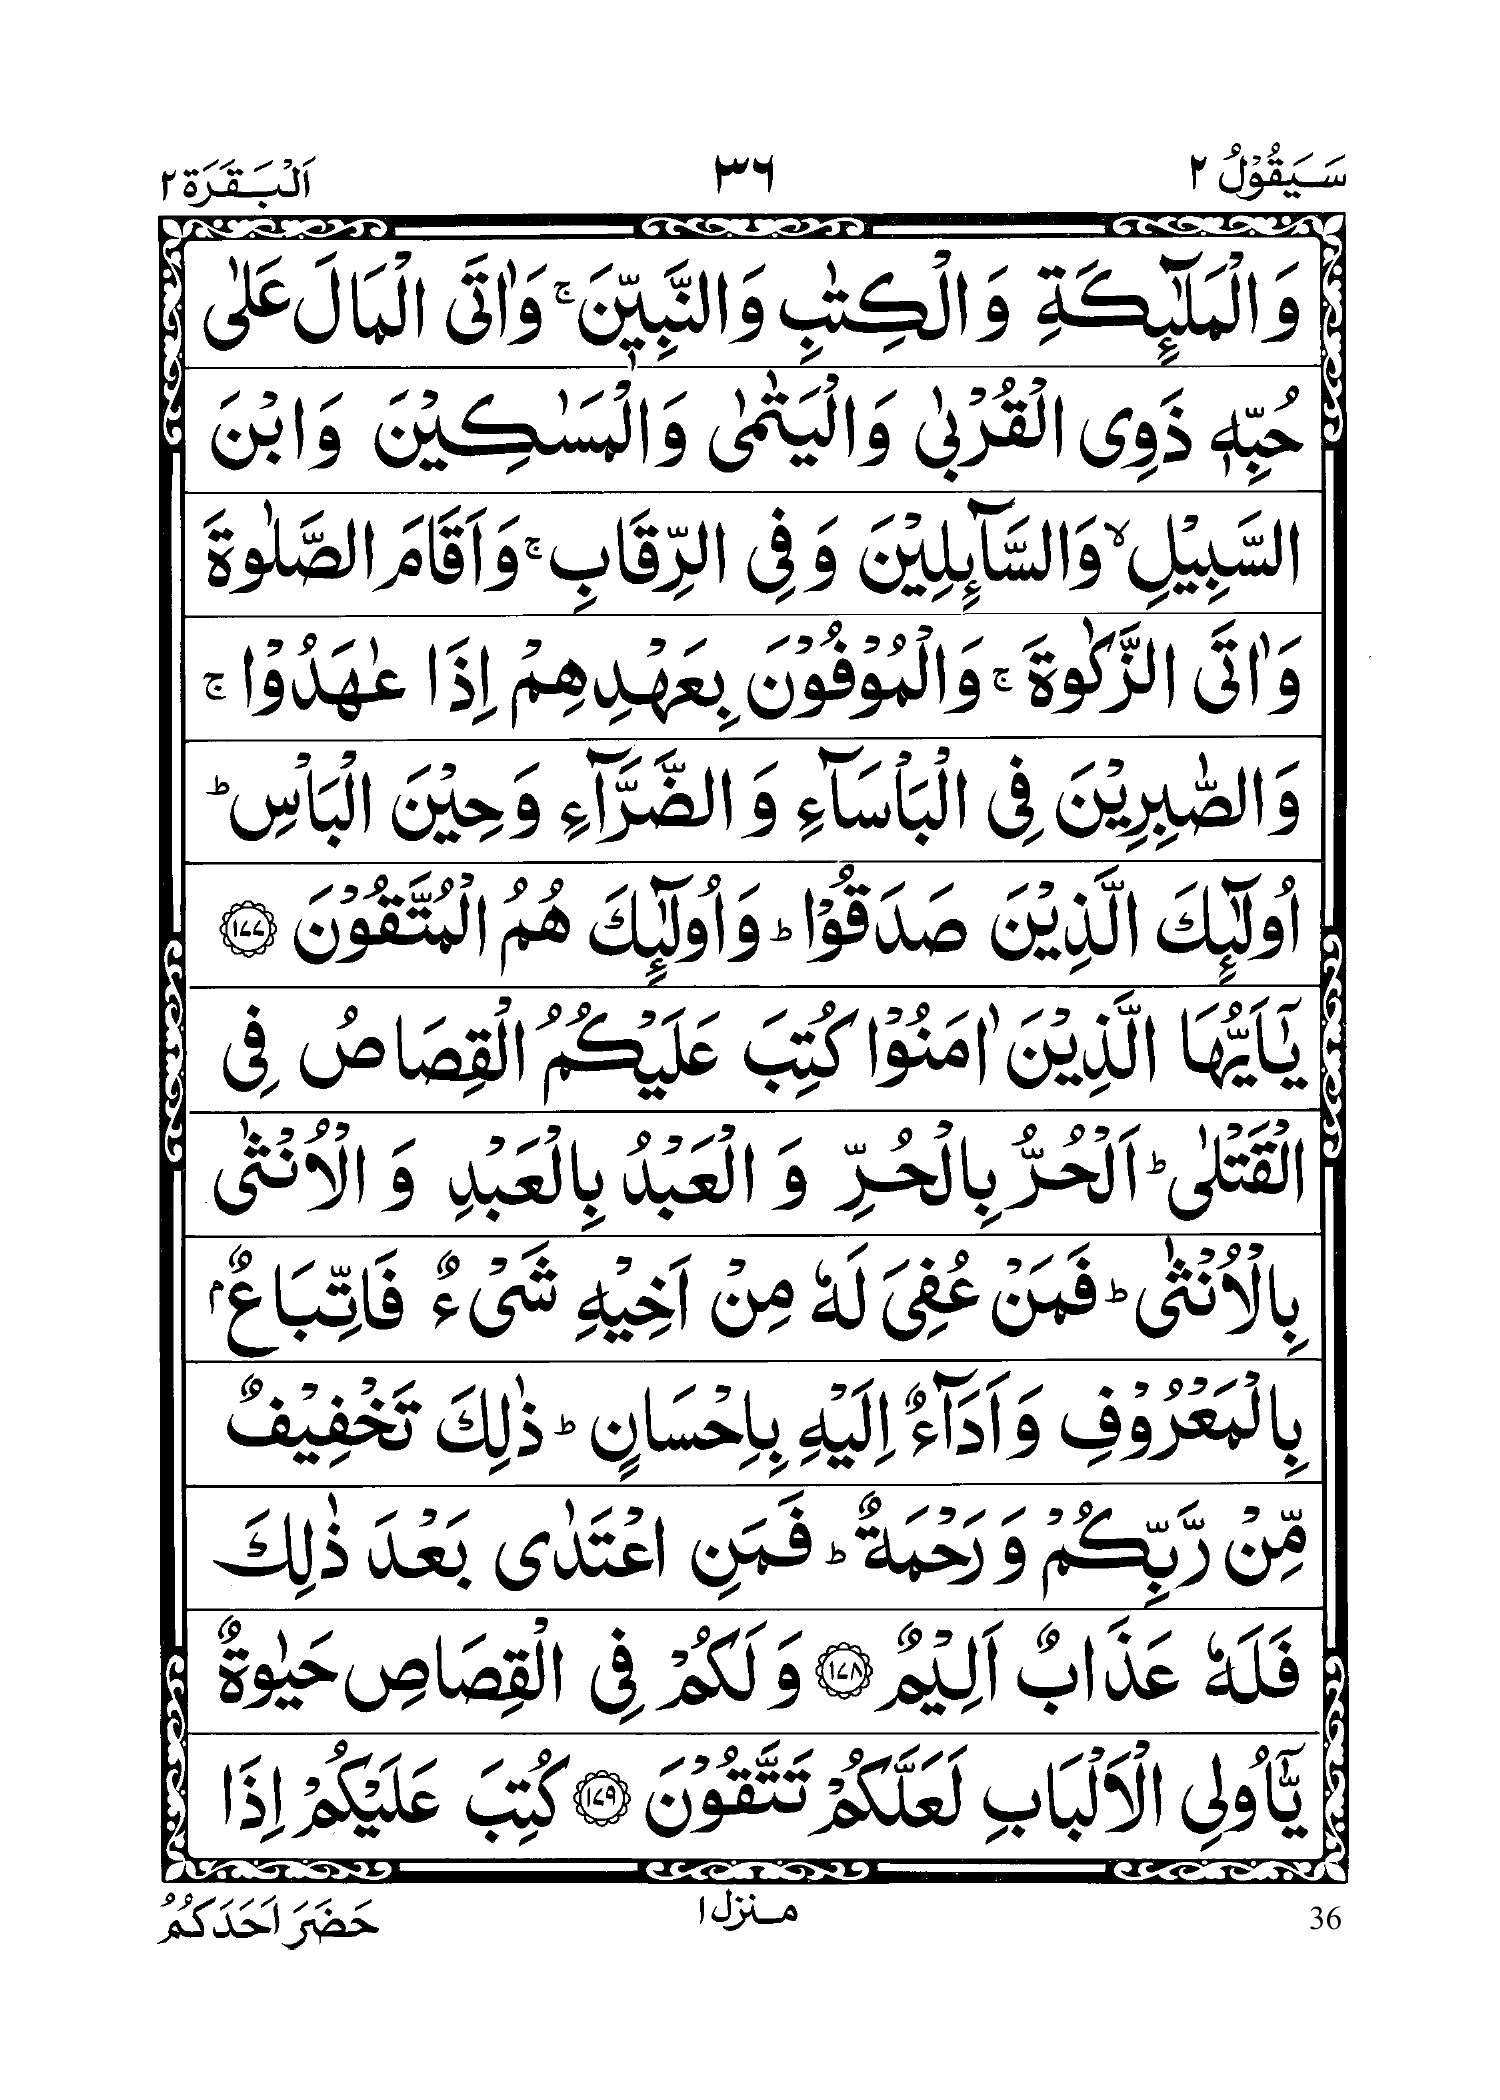 سَيَقُوْلُ ٢
٣٦
اَلْبَقَرَة ٢
وَ الْمَلٰٓئِكَةِ وَ الْكِتٰبِ وَالنَّبِيّٖنَ ۚ وَاٰتَى الْمَالَ عَلٰى
حُبِّهٖ ذَوِى الْقُرْبٰى وَ الْيَتٰمٰى وَالْمَسٰكِيْنَ وَ ابْنَ
السَّبِيْلِ ۙ وَالسَّآئِلِيْنَ وَ فِى الرِّقَابِ ۚ وَاَقَامَ الصَّلٰوةَ
وَ اٰتَى الزَّكٰوةَ ۚ وَالْمُوْفُوْنَ بِعَهْدِهِمْ اِذَا عٰهَدُوْا ۚ
وَالصّٰبِرِيْنَ فِى الْبَاْسَآءِ وَ الضَّرَّآءِ وَحِيْنَ الْبَاْسِ ؕ
اُولٰٓئِكَ الَّذِيْنَ صَدَقُوْا ؕ وَاُولٰٓئِكَ هُمُ الْمُتَّقُوْنَ ﴿١٧٧﴾
يٰٓاَيُّهَا الَّذِيْنَ اٰمَنُوْا كُتِبَ عَلَيْكُمُ الْقِصَاصُ فِى
الْقَتْلٰى ؕ اَلْحُرُّ بِالْحُرِّ وَ الْعَبْدُ بِالْعَبْدِ وَ الْاُنْثٰى
بِالْاُنْثٰى ؕ فَمَنْ عُفِىَ لَهٗ مِنْ اَخِيْهِ شَىْءٌ فَاتِّبَاعٌ ۢ
بِالْمَعْرُوْفِ وَ اَدَآءٌ اِلَيْهِ بِاِحْسَانٍ ؕ ذٰلِكَ تَخْفِيْفٌ
مِّنْ رَّبِّكُمْ وَ رَحْمَةٌ ؕ فَمَنِ اعْتَدٰى بَعْدَ ذٰلِكَ
فَلَهٗ عَذَابٌ اَلِيْمٌ ﴿١٧٨﴾ وَ لَكُمْ فِى الْقِصَاصِ حَيٰوةٌ
يّٰٓاُولِى الْاَلْبَابِ لَعَلَّكُمْ تَتَّقُوْنَ ﴿١٧٩﴾ كُتِبَ عَلَيْكُمْ اِذَا
36
منزل ١
حَضَرَ اَحَدَكُمُ